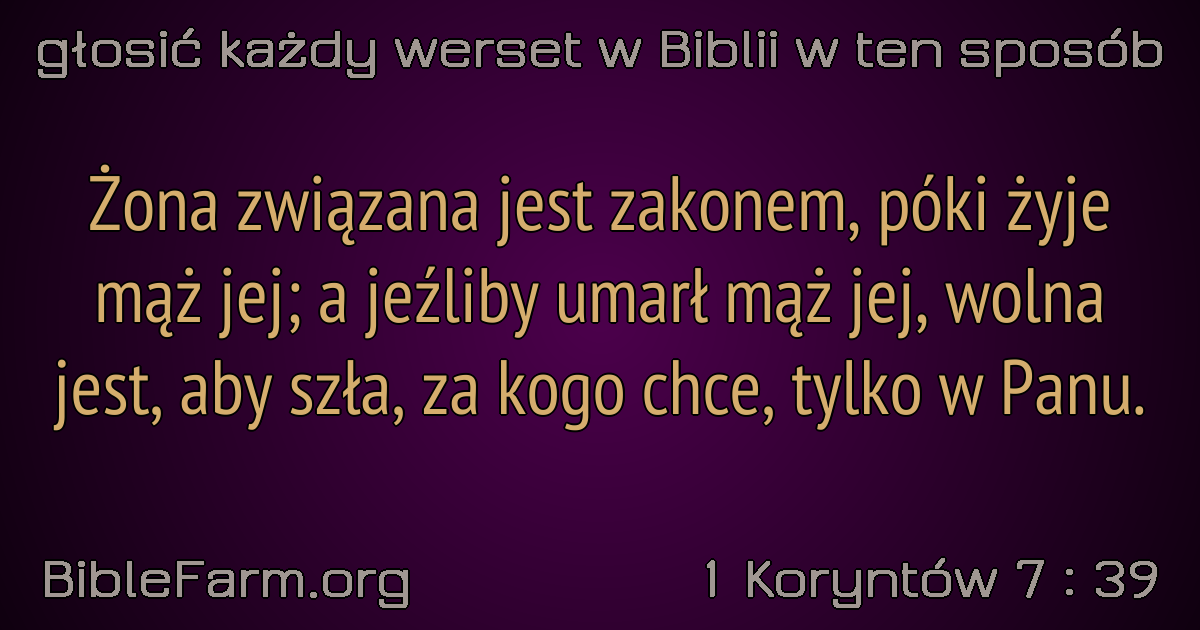 głosić każdy werset w Biblii w ten sposób
Żona związana jest zakonem, póki żyje
mąż jej; a jeźliby umarł mąż jej, wolna
jest, aby szła, za kogo chce, tylko w Panu.
BibleFarm.org
1 Koryntów 7 : 39